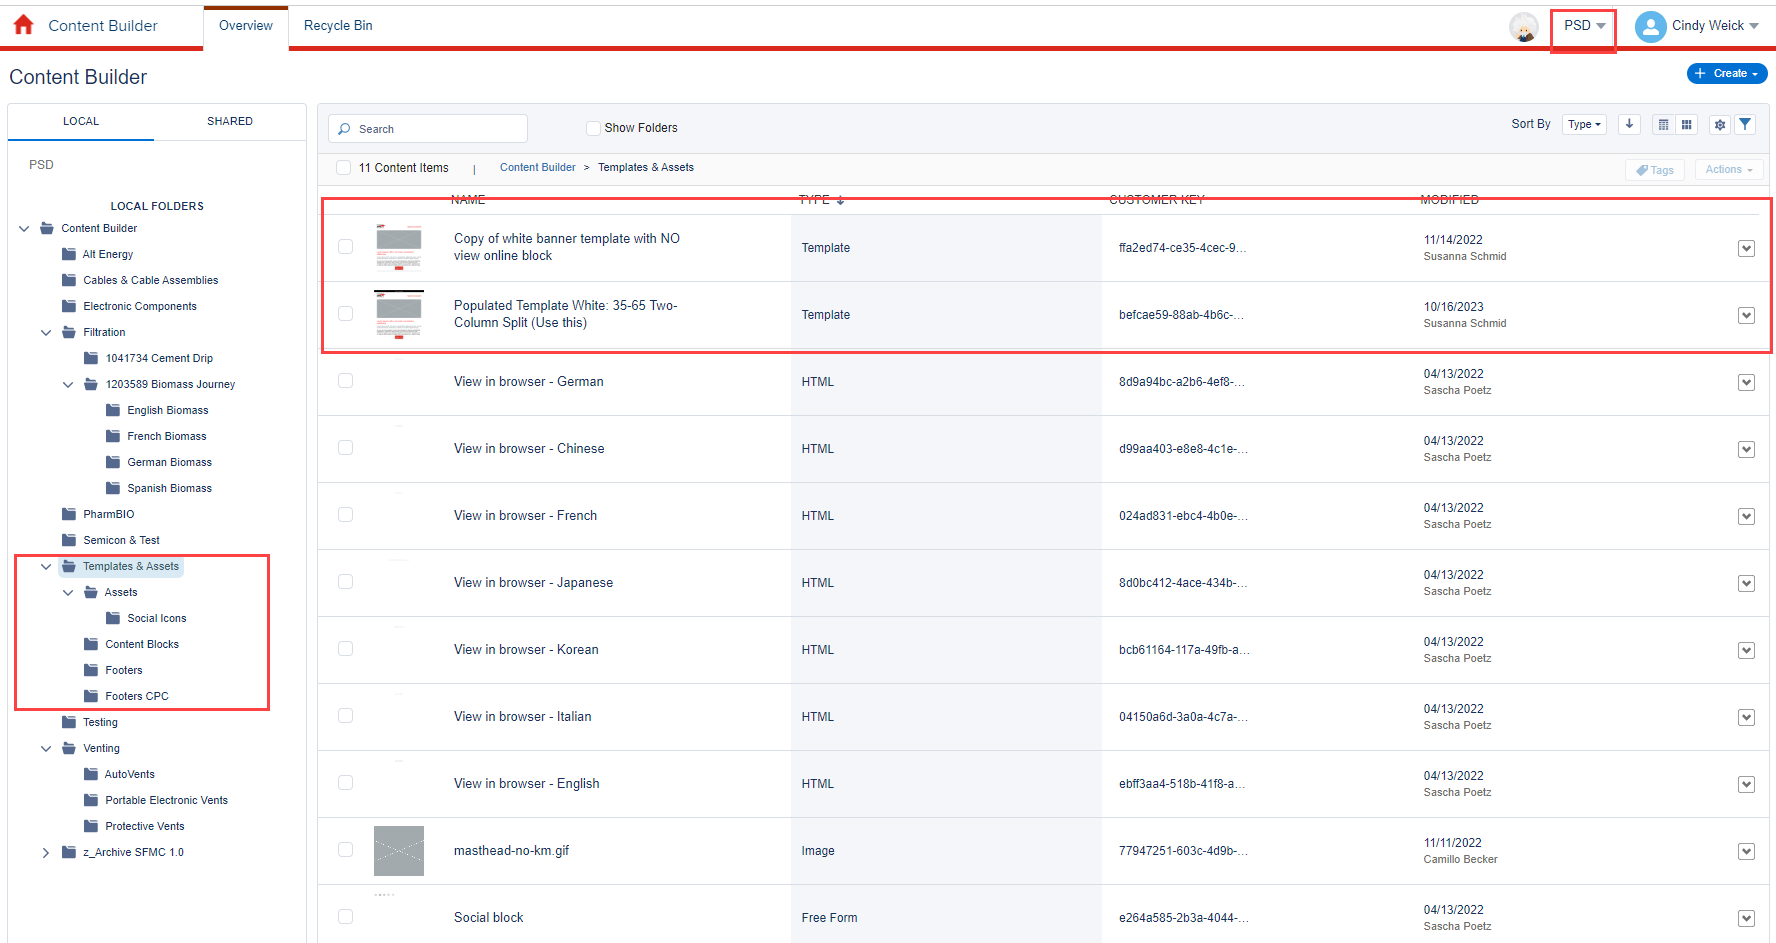 Content Builder
Overview
Recycle Bin
PSD
Cindy Weick
Content Builder
Create
LOCAL
SHARED
PSD
LOCAL FOLDERS
Content Builder
Alt Energy
Cables & Cable Assemblies
Electronic Components
Filtration
1041734 Cement Drip
1203589 Biomass Journey
English Biomass
French Biomass
German Biomass
Spanish Biomass
PharmBIO
Semicon & Test
Templates & Assets
Assets
Social Icons
Content Blocks
Footers
Footers CPC
Testing
Venting
AutoVents
Portable Electronic Vents
Protective Vents
z_Archive SFMC 1.0
Search
Show Folders
Sort By
Type
11 Content Items | Content Builder > Templates & Assets
Tags
Actions
NAME TYPE CUSTOMER KEY MODIFIED
Copy of white banner template with NO
view online block
Template
ffa2ed74-ce35-4cec-9...
11/14/2022
Susanna Schmid
Populated Template White: 35-65 Two-
Column Split (Use this)
Template
befcae59-88ab-4b6c-...
10/16/2023
Susanna Schmid
View in browser - German
HTML
8d9a94bc-a2b6-4ef8-...
04/13/2022
Sascha Poetz
View in browser - Chinese
HTML
d99aa403-e8e8-4c1e-...
04/13/2022
Sascha Poetz
View in browser - French
HTML
024ad831-ebc4-4b0e-...
04/13/2022
Sascha Poetz
View in browser - Japanese
HTML
8d0bc412-4ace-434b-...
04/13/2022
Sascha Poetz
View in browser - Korean
HTML
bcb61164-117a-49fb-a...
04/13/2022
Sascha Poetz
View in browser - Italian
HTML
04150a6d-3a0a-4c7a-...
04/13/2022
Sascha Poetz
View in browser - English
HTML
ebff3aa4-518b-41f8-a...
04/13/2022
Sascha Poetz
masthead-no-km.gif
Image
77947251-603c-4d9b-...
11/11/2022
Camillo Becker
Social block
Free Form
e264a585-2b3a-4044-...
04/13/2022
Sascha Poetz